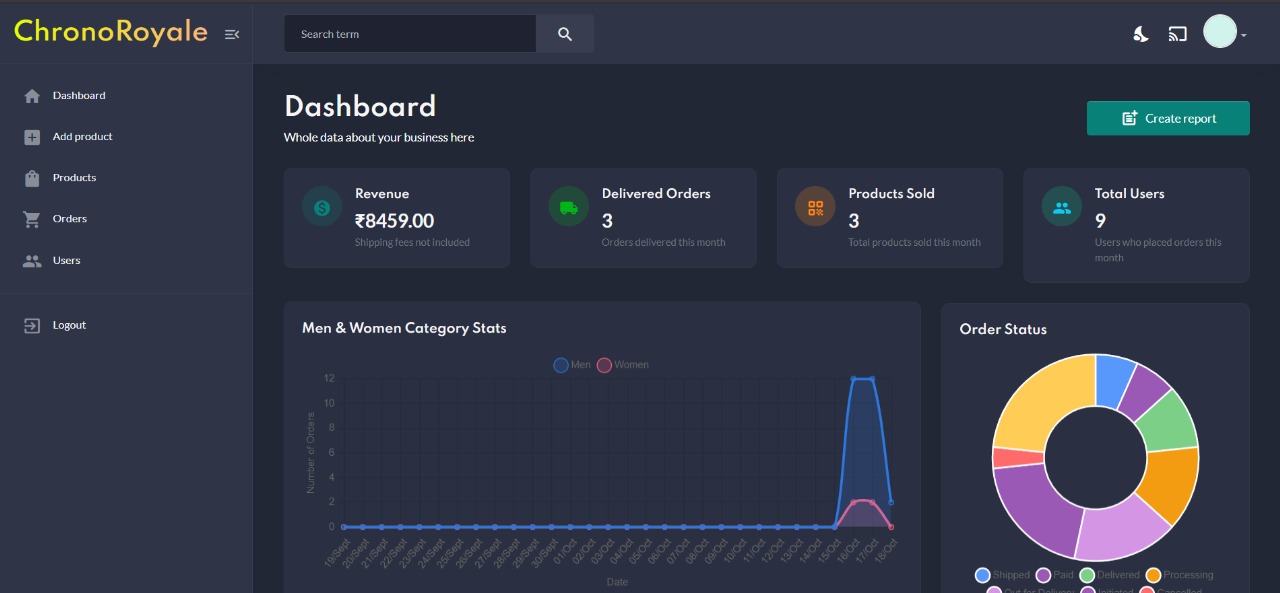 ChronoRoyale
Search term
Dashboard
Add product
Products
Orders
Users
Logout
Dashboard
Whole data about your business here
Create report
Revenue
₹8459.00
Shipping fees not included
Delivered Orders
3
Orders delivered this month
Products Sold
3
Total products sold this month
Total Users
9
Users who placed orders this
month
Men & Women Category Stats
Men Women
12
10
8
6
4
2
0
Number of Orders
19/Sept 20/Sept 21/Sept 22/Sept 23/Sept 24/Sept 25/Sept 26/Sept 27/Sept 28/Sept 29/Sept 30/Sept 01/Oct 02/Oct 03/Oct 04/Oct 05/Oct 06/Oct 07/Oct 08/Oct 09/Oct 10/Oct 11/Oct 12/Oct 13/Oct 14/Oct 15/Oct 16/Oct 17/Oct 18/Oct
Date
Order Status
Shipped Paid Delivered Processing
Out for Delivery Initiated Cancelled